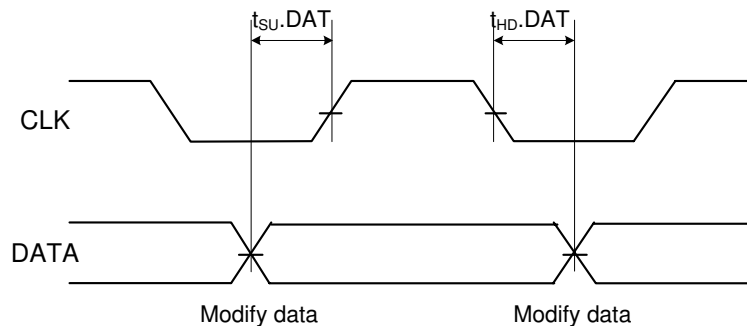 tSU.DAT
tHD.DAT
CLK
DATA
Modify data
Modify data